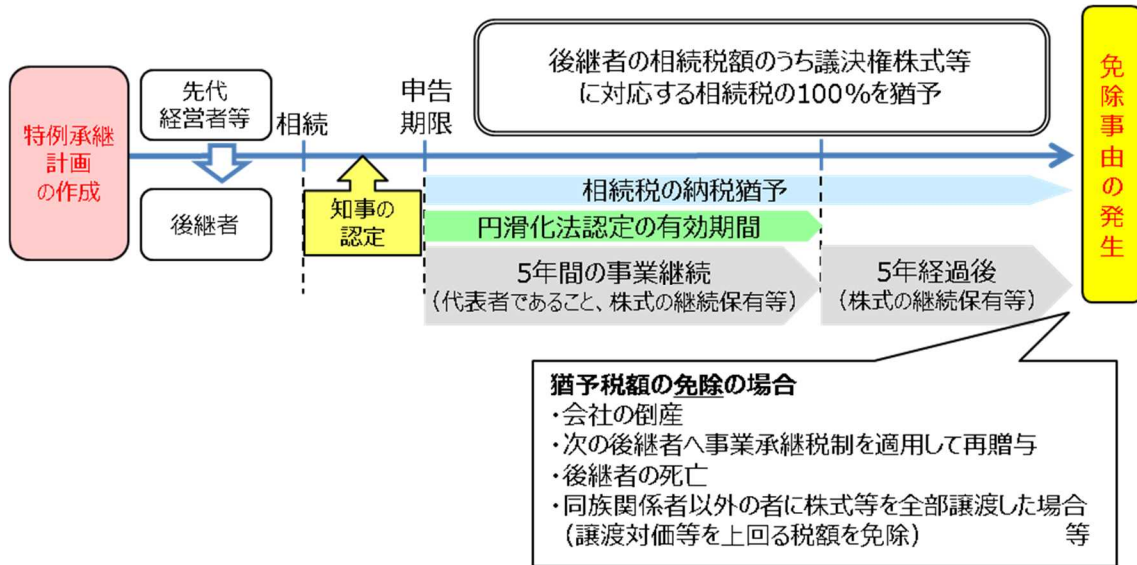 特例承継
計画
の作成
先代
経営者等
後継者
相続
知事の
認定
申告
期限
後継者の相続税額のうち議決権株式等
に対応する相続税の100%を猶予
相続税の納税猶予
円滑化法認定の有効期間
5年間の事業継続
(代表者であること、株式の継続保有等)
5年経過後
(株式の継続保有等)
免除事由の発生
猶予税額の免除の場合
・会社の倒産
・次の後継者へ事業承継税制を適用して再贈与
・後継者の死亡
・同族関係者以外の者に株式等を全部譲渡した場合
(譲渡対価等を上回る税額を免除) 等